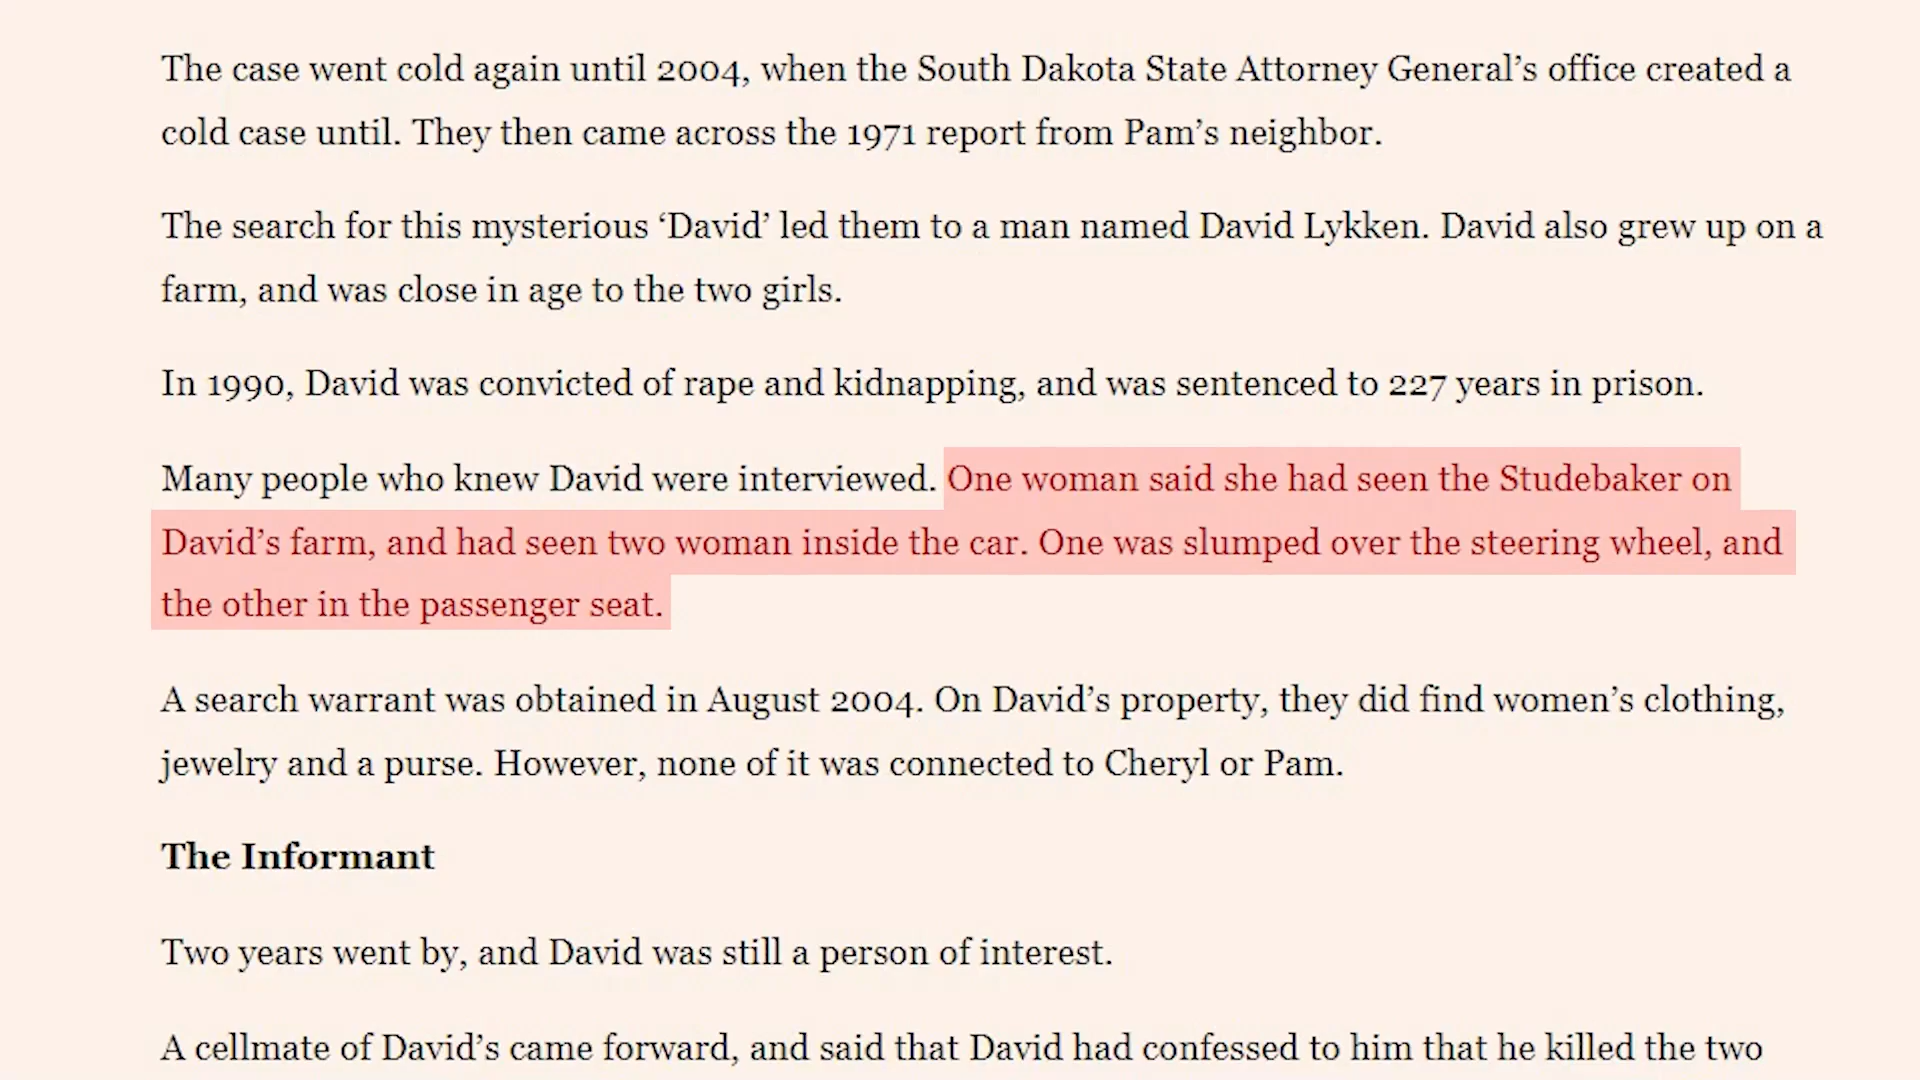 The case went cold again until 2004, when the South Dakota State Attorney General’s office created a
cold case until. They then came across the 1971 report from Pam’s neighbor.
The search for this mysterious ‘David’ led them to a man named David Lykken. David also grew up on a
farm, and was close in age to the two girls.
In 1990, David was convicted of rape and kidnapping, and was sentenced to 227 years in prison.
Many people who knew David were interviewed. One woman said she had seen the Studebaker on
David’s farm, and had seen two woman inside the car. One was slumped over the steering wheel, and
the other in the passenger seat.
A search warrant was obtained in August 2004. On David’s property, they did find women’s clothing,
jewelry and a purse. However, none of it was connected to Cheryl or Pam.
The Informant
Two years went by, and David was still a person of interest.
A cellmate of David’s came forward, and said that David had confessed to him that he killed the two